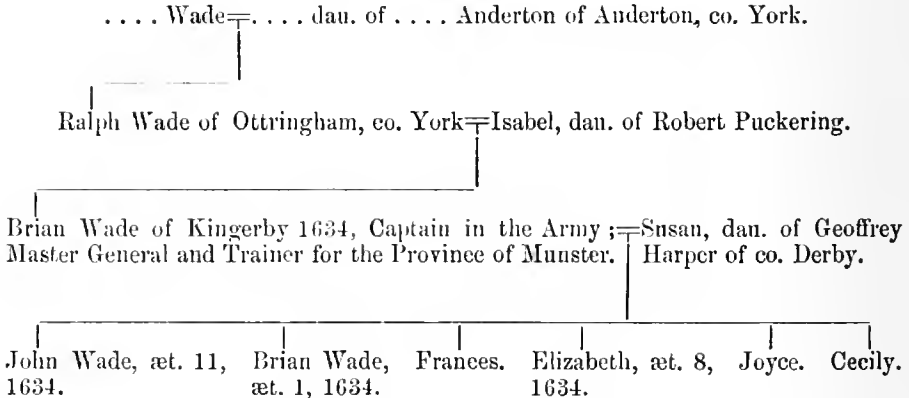 . . . . Wade╤. . . . dau. of . . . . Anderton of Anderton, co. York.
Ralph Wade of Ottringham, co. York╤Isabel, dau. of Robert Puckering.
Brian Wade of Kingerby 1634, Captain in the Army ;╤Susan, dau. of Geoffrey
Master General and Trainer for the Province of Munster. Harper of co. Derby.
John Wade, æt. 11, Brian Wade, Frances. Elizabeth, æt. 8, Joyce. Cecily.
1634. æt. 1, 1634. 1634.